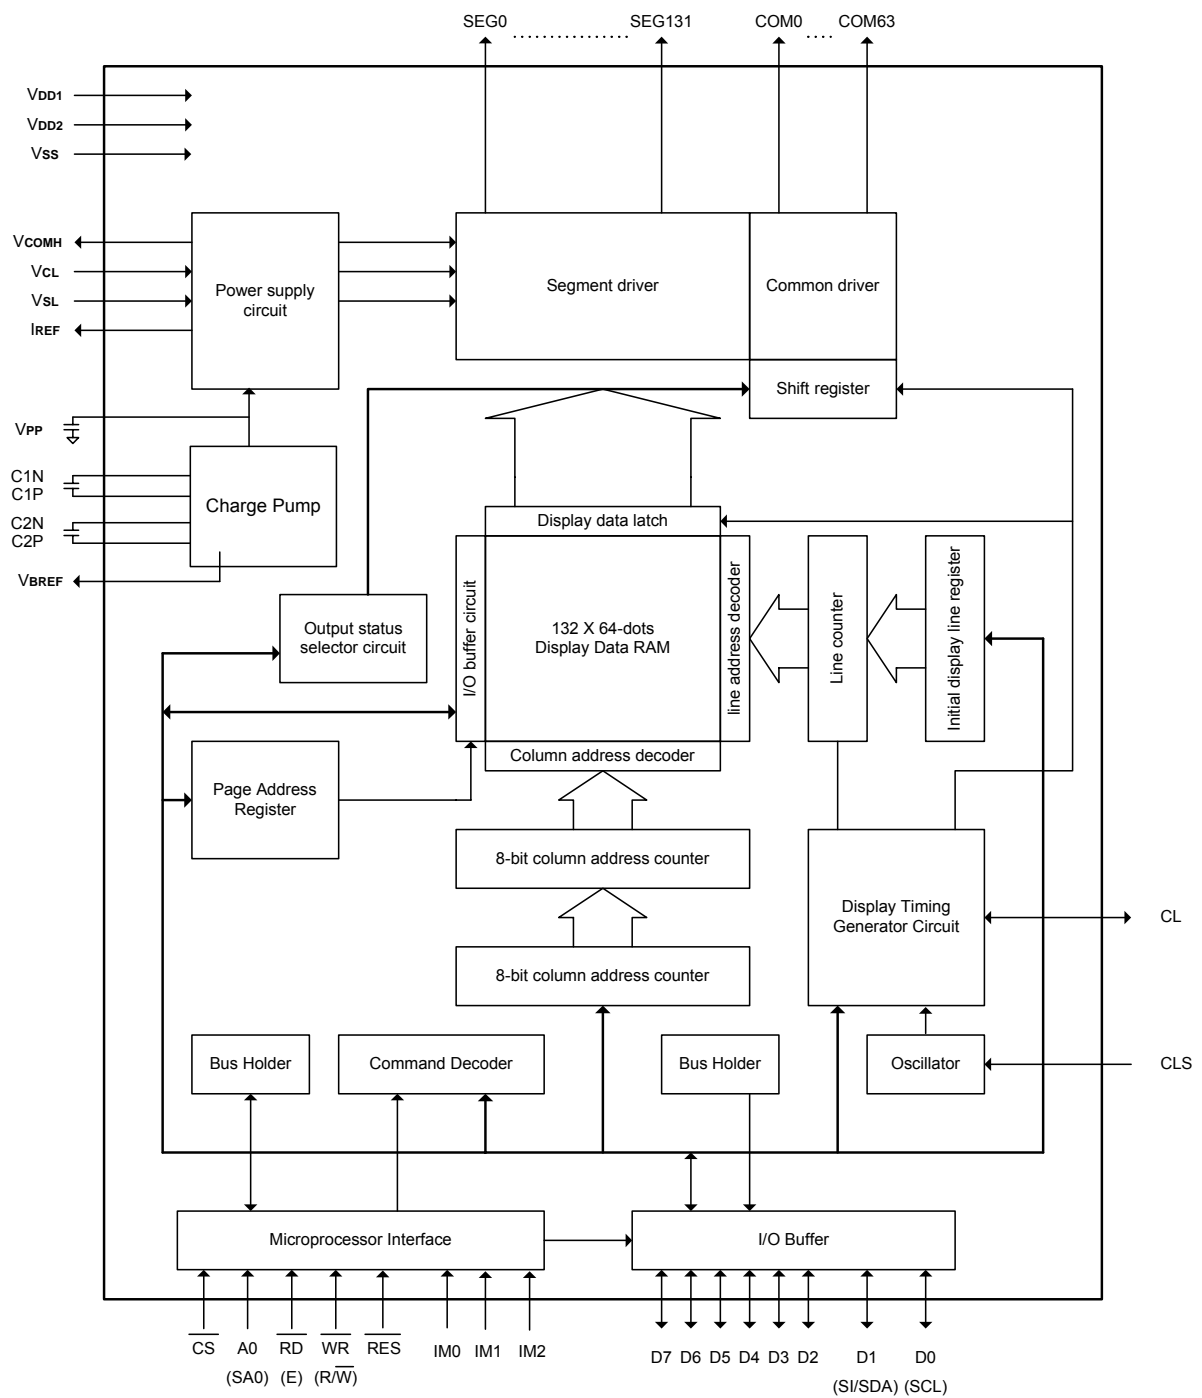 SEG0 ..................... SEG131 COM0 .... COM63
VDD1
VDD2
VSS
VCOMH
VCL
VSL
IREF
Power supply
circuit
Segment driver
Common driver
Shift register
VPP
C1N
C1P
C2N
C2P
VBREF
Charge Pump
Display data latch
Output status
selector circuit
I/O buffer circuit
132 X 64-dots
Display Data RAM
line address decoder
Line counter
Initial display line register
Column address decoder
Page Address
Register
8-bit column address counter
8-bit column address counter
Display Timing
Generator Circuit
CL
Bus Holder
Command Decoder
Bus Holder
Oscillator
CLS
Microprocessor Interface
I/O Buffer
C̅S̅ A0 R̅D̅ W̅R̅ R̅E̅S̅ IM0 IM1 IM2 D7 D6 D5 D4 D3 D2 D1 D0
(SA0) (E) (R/W̅) (SI/SDA) (SCL)